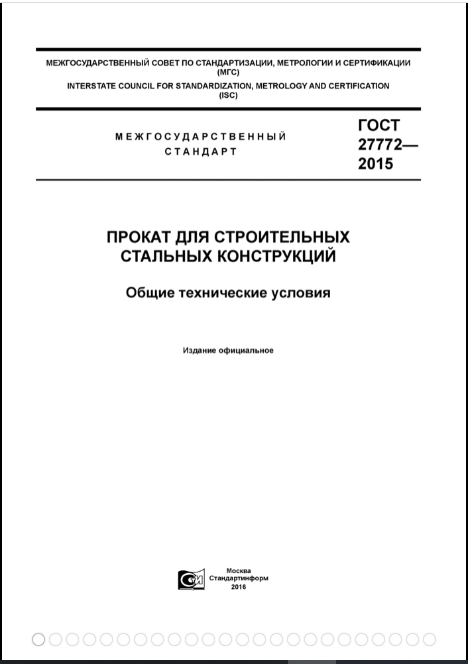 МЕЖГОСУДАРСТВЕННЫЙ СОВЕТ ПО СТАНДАРТИЗАЦИИ, МЕТРОЛОГИИ И СЕРТИФИКАЦИИ
(МГС)
INTERSTATE COUNCIL FOR STANDARDIZATION, METROLOGY AND CERTIFICATION
(ISC)
МЕЖГОСУДАРСТВЕННЫЙ
СТАНДАРТ
ГОСТ
27772—
2015
ПРОКАТ ДЛЯ СТРОИТЕЛЬНЫХ
СТАЛЬНЫХ КОНСТРУКЦИЙ
Общие технические условия
Издание официальное
Москва
Стандартинформ
2016